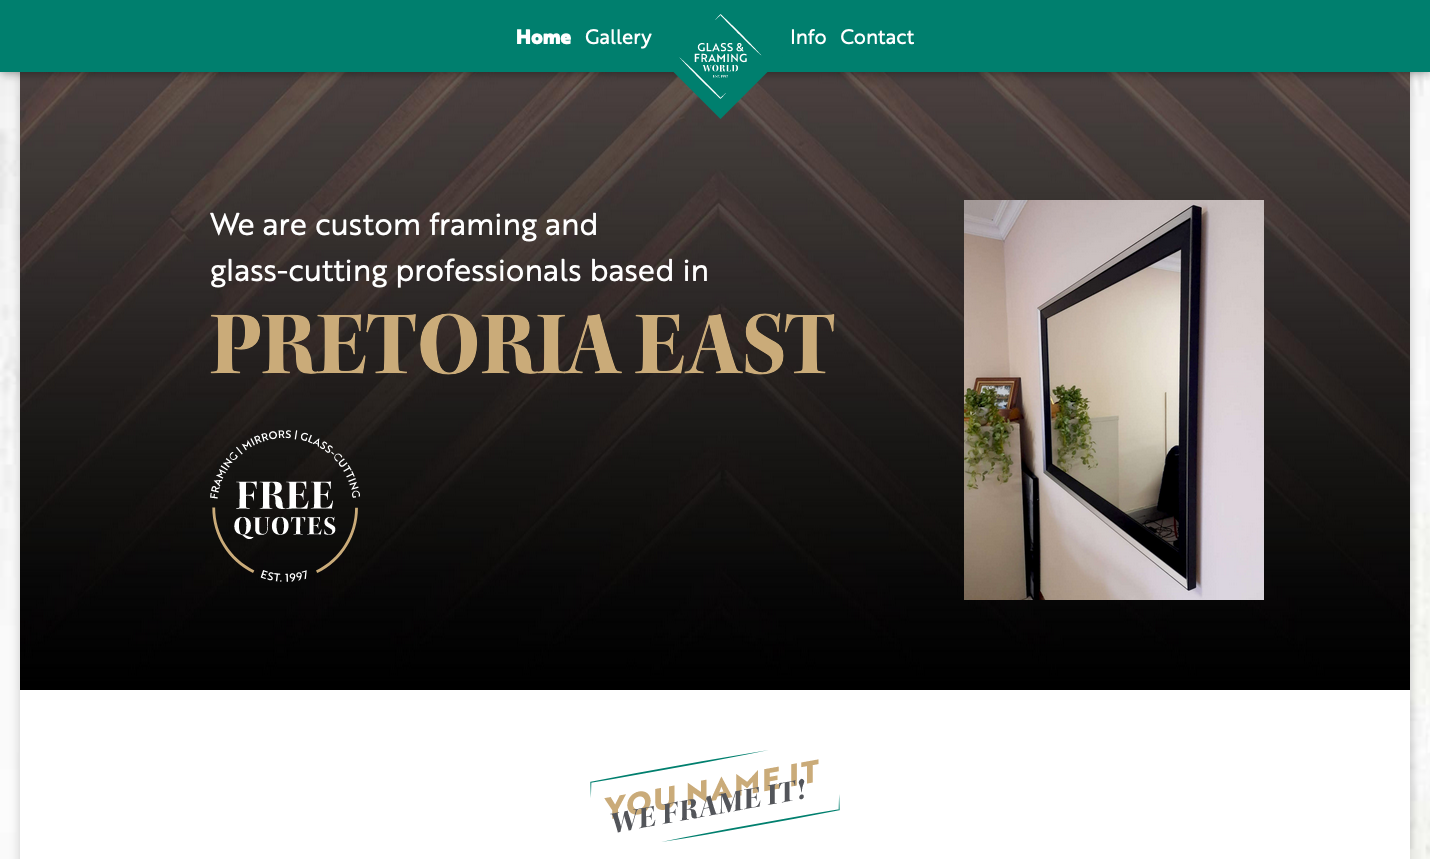 Home Gallery
GLASS &
FRAMING
WORLD
EST. 1997
Info Contact
We are custom framing and
glass-cutting professionals based in
PRETORIA EAST
FRAMING | MIRRORS | GLASS-CUTTING
FREE
QUOTES
EST. 1997
YOU NAME IT
WE FRAME IT!